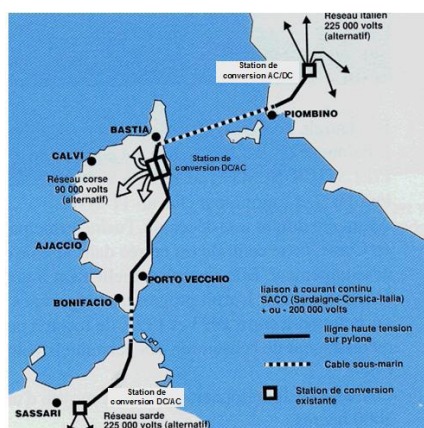 Réseau italien
225 000 volts
(alternatif)
Station de
conversion AC/DC
PIOMBINO
BASTIA
CALVI
Station de
conversion DC/AC
Réseau corse
90 000 volts
(alternatif)
AJACCIO
PORTO VECCHIO
BONIFACIO
liaison à courant continu
SACO (Sardaigne-Corsica-Italia)
+ ou - 200 000 volts
lligne haute tension
sur pylone
Cable sous-marin
Station de conversion
existante
Station de
conversion DC/AC
SASSARI
Réseau sarde
225 000 volts (alternatif)